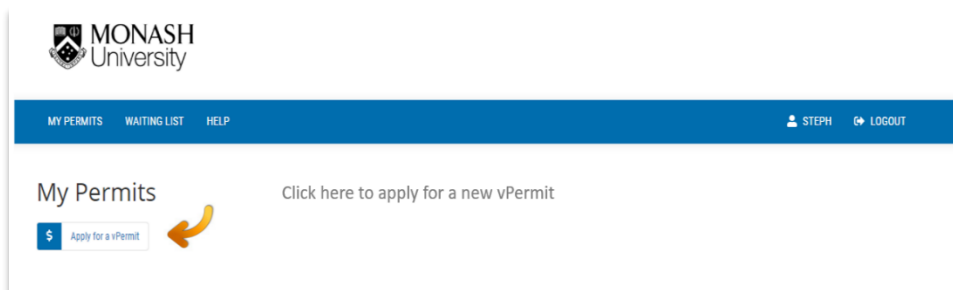 MONASH
University
MY PERMITS WAITING LIST HELP STEPH LOGOUT
My Permits
Click here to apply for a new vPermit
$ Apply for a vPermit